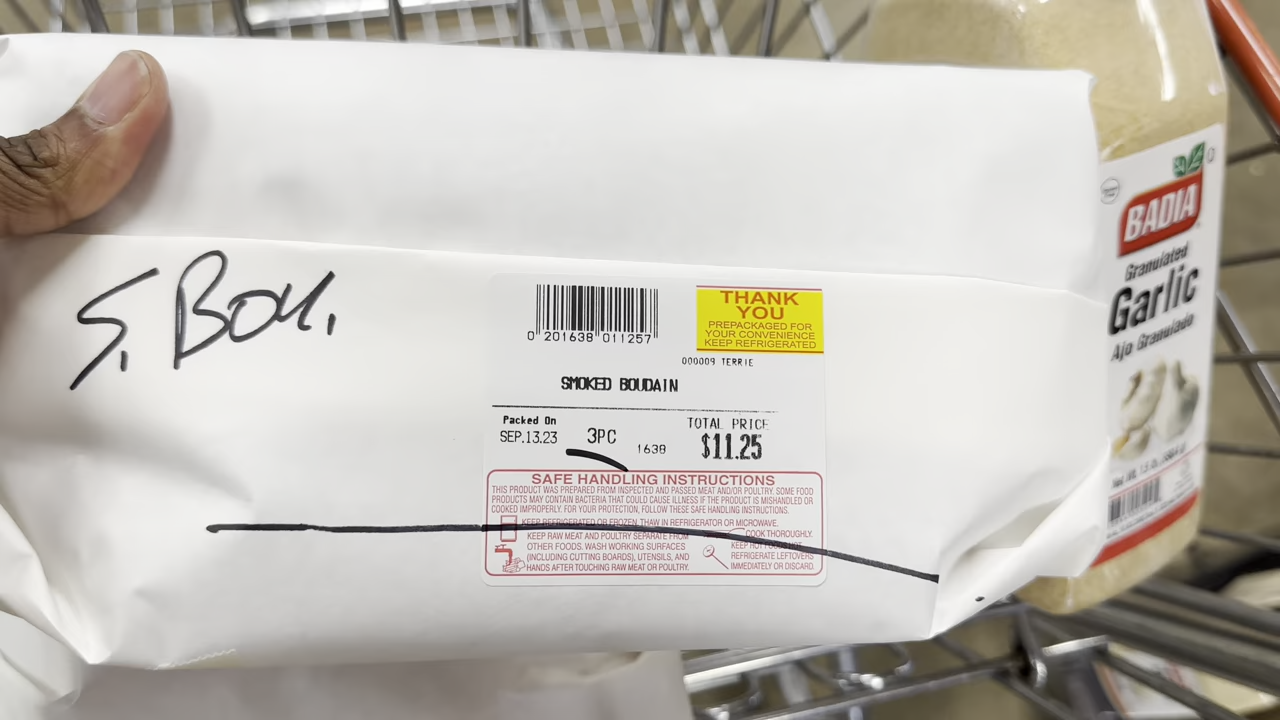 S. Bou.
0 201638 011257
THANK
YOU
PREPACKAGED FOR
YOUR CONVENIENCE
KEEP REFRIGERATED
000009 TERRIE
SMOKED BOUDAIN
Packed On
SEP.13.23
3PC
1638
TOTAL PRICE
$11.25
SAFE HANDLING INSTRUCTIONS
THIS PRODUCT WAS PREPARED FROM INSPECTED AND PASSED MEAT AND/OR POULTRY. SOME FOOD
PRODUCTS MAY CONTAIN BACTERIA THAT COULD CAUSE ILLNESS IF THE PRODUCT IS MISHANDLED OR
COOKED IMPROPERLY. FOR YOUR PROTECTION, FOLLOW THESE SAFE HANDLING INSTRUCTIONS.
KEEP REFRIGERATED OR FROZEN. THAW IN REFRIGERATOR OR MICROWAVE.
KEEP RAW MEAT AND POULTRY SEPARATE FROM
OTHER FOODS. WASH WORKING SURFACES
(INCLUDING CUTTING BOARDS), UTENSILS, AND
HANDS AFTER TOUCHING RAW MEAT OR POULTRY.
COOK THOROUGHLY.
KEEP HOT FOODS HOT.
REFRIGERATE LEFTOVERS
IMMEDIATELY OR DISCARD.
BADIA
Granulated
Garlic
Ajo Granulado